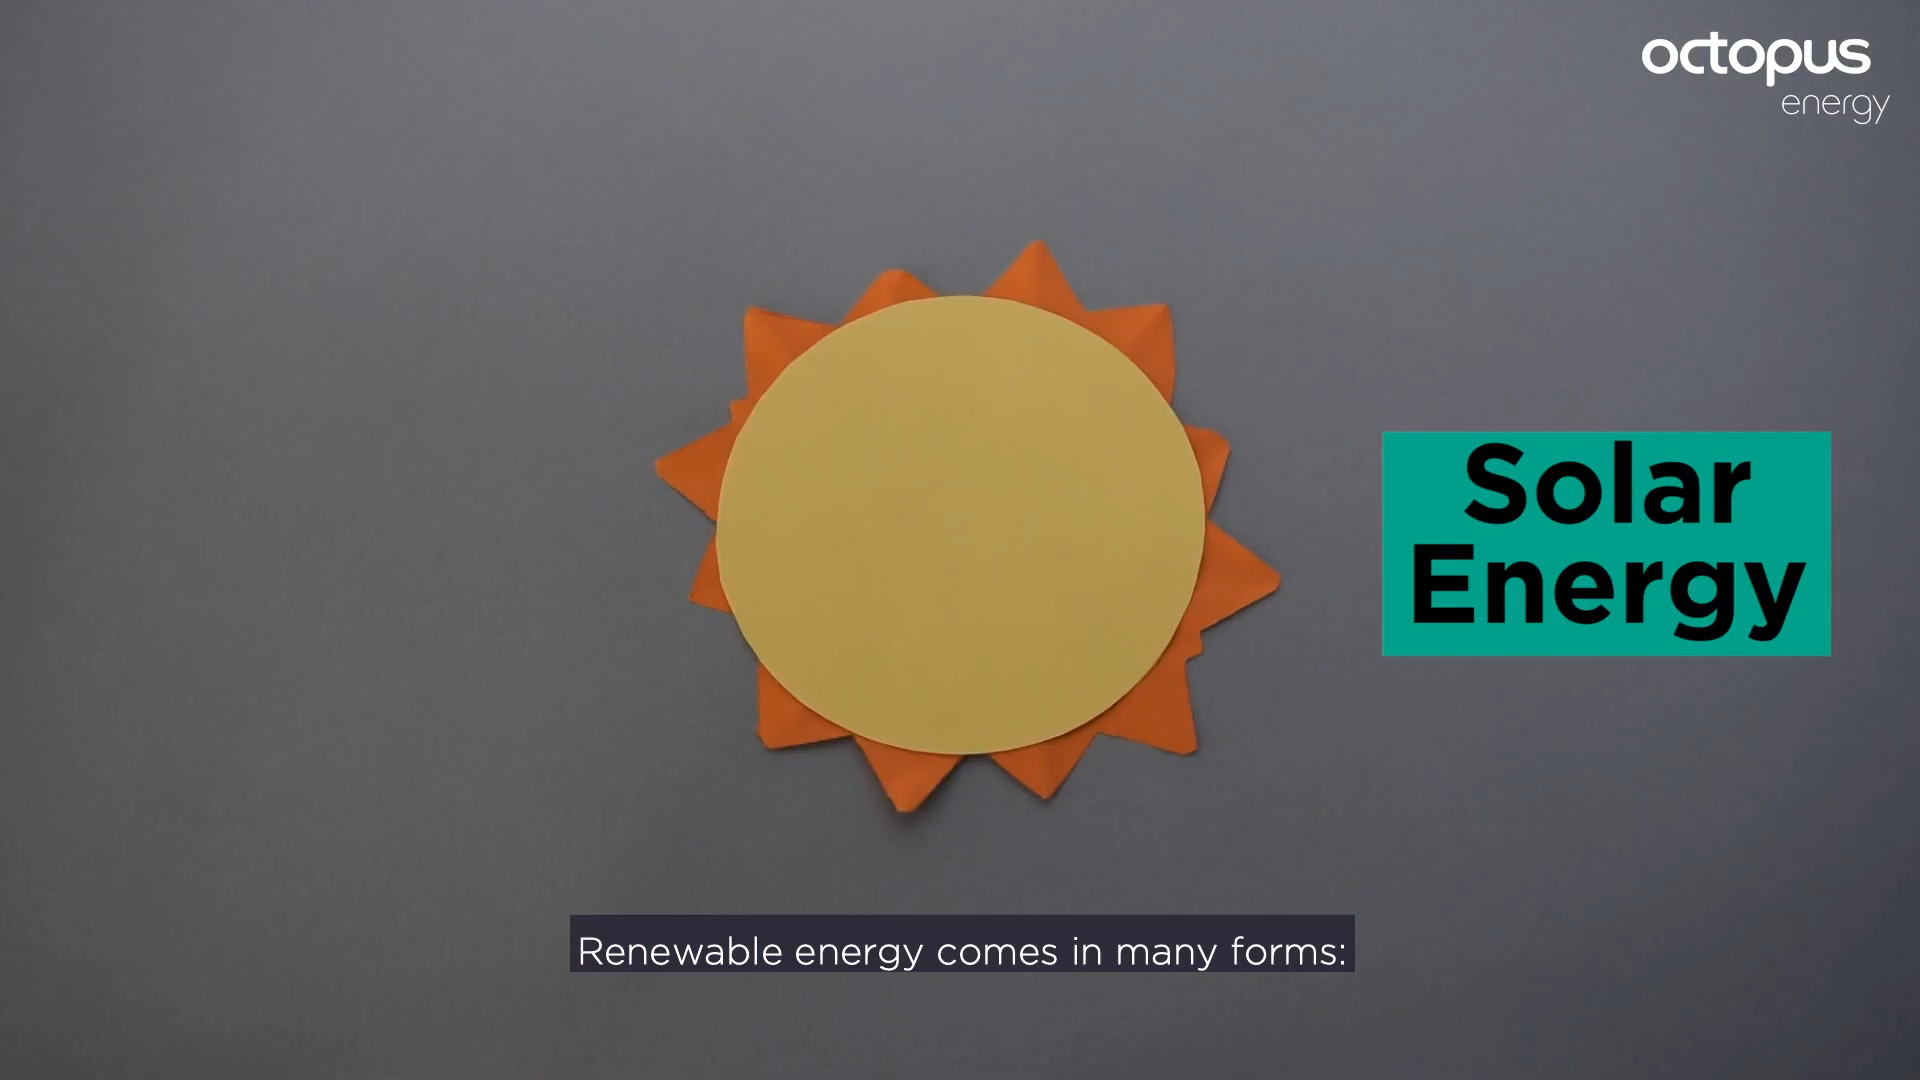 octopus
energy
Solar
Energy
Renewable energy comes in many forms: